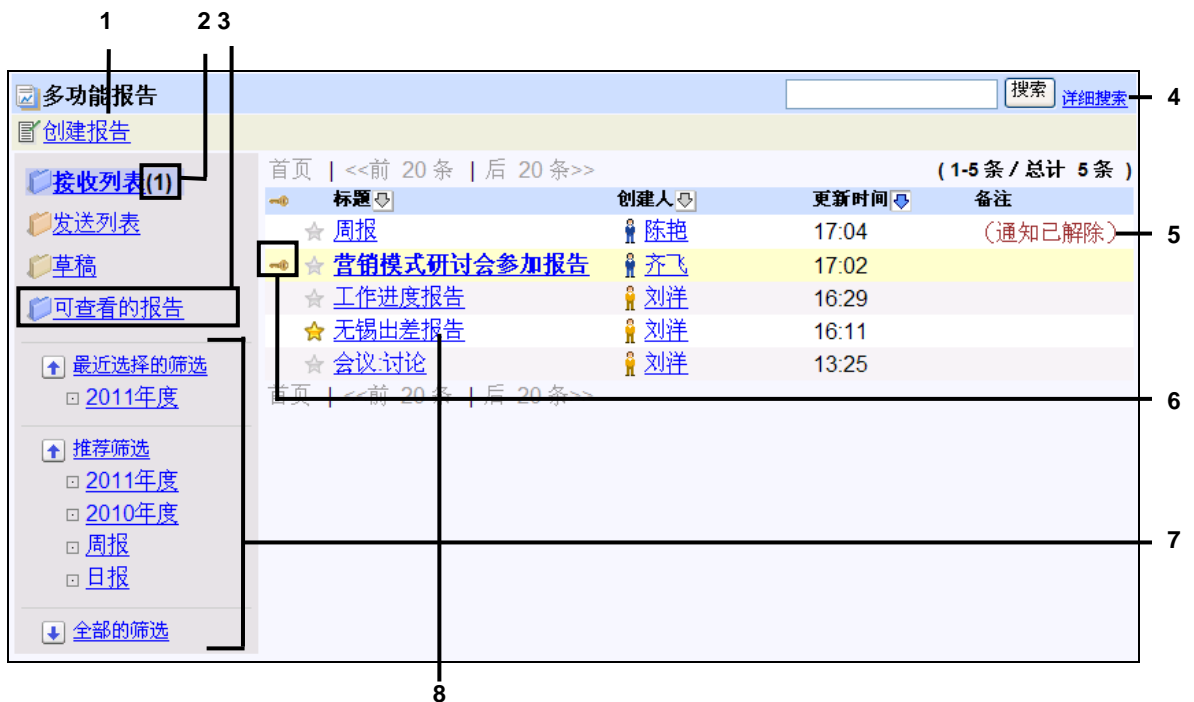 1 2 3
多功能报告 搜索 详细搜索 4
创建报告
接收列表(1)
发送列表
草稿
可查看的报告
最近选择的筛选
2011年度
推荐筛选
2011年度
2010年度
周报
日报
全部的筛选
首页 | <<前 20 条 | 后 20 条>> ( 1-5 条 / 总计 5 条 )
标题 创建人 更新时间 备注
周报 陈艳 17:04 (通知已解除) 5
营销模式研讨会参加报告 齐飞 17:02
工作进度报告 刘洋 16:29
无锡出差报告 刘洋 16:11
会议:讨论 刘洋 13:25
首页 | <<前 20 条 | 后 20 条>>
6
7
8